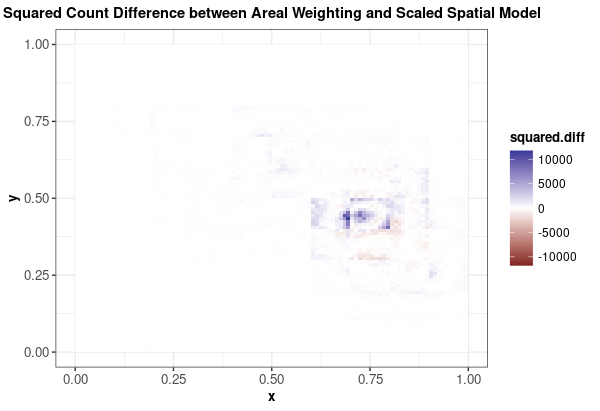 Squared Count Difference between Areal Weighting and Scaled Spatial Model
1.00
0.75
0.50
0.25
0.00
y
0.00 0.25 0.50 0.75 1.00
x
squared.diff
10000
5000
0
-5000
-10000